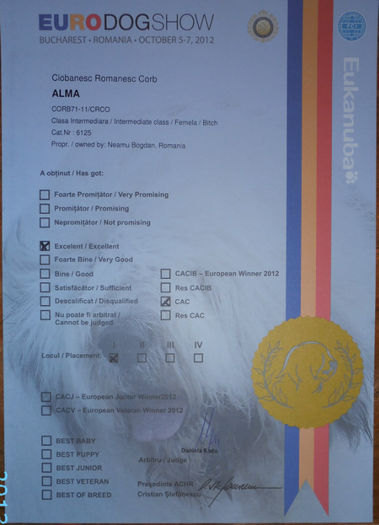 EURODOGSHOW
BUCHAREST • ROMANIA • OCTOBER 5-7, 2012
Eukanuba
Ciobanesc Romanesc Corb
ALMA
CORB71-11/CRCO
Clasa Intermediara / Intermediate class / Femela / Bitch
Cat.Nr : 6125
Propr. / owned by: Neamu Bogdan, Romania
A obținut / Has got:
Foarte Promițător / Very Promising
Promițător / Promising
Nepromițător / Not promising
Excelent / Excellent
Foarte Bine / Very Good
Bine / Good
CACIB – European Winner 2012
Satisfăcător / Sufficient
Res CACIB
Descalificat / Disqualified
CAC
Nu poate fi arbitrat /
Cannot be judged
Res CAC
I II III IV
Locul / Placement:
CACJ – European Junior Winner2012
CACV – European Veteran Winner 2012
BEST BABY
BEST PUPPY
BEST JUNIOR
BEST VETERAN
BEST OF BREED
Arbitru / Judge
Președinte AChR
Cristian Ștefănescu